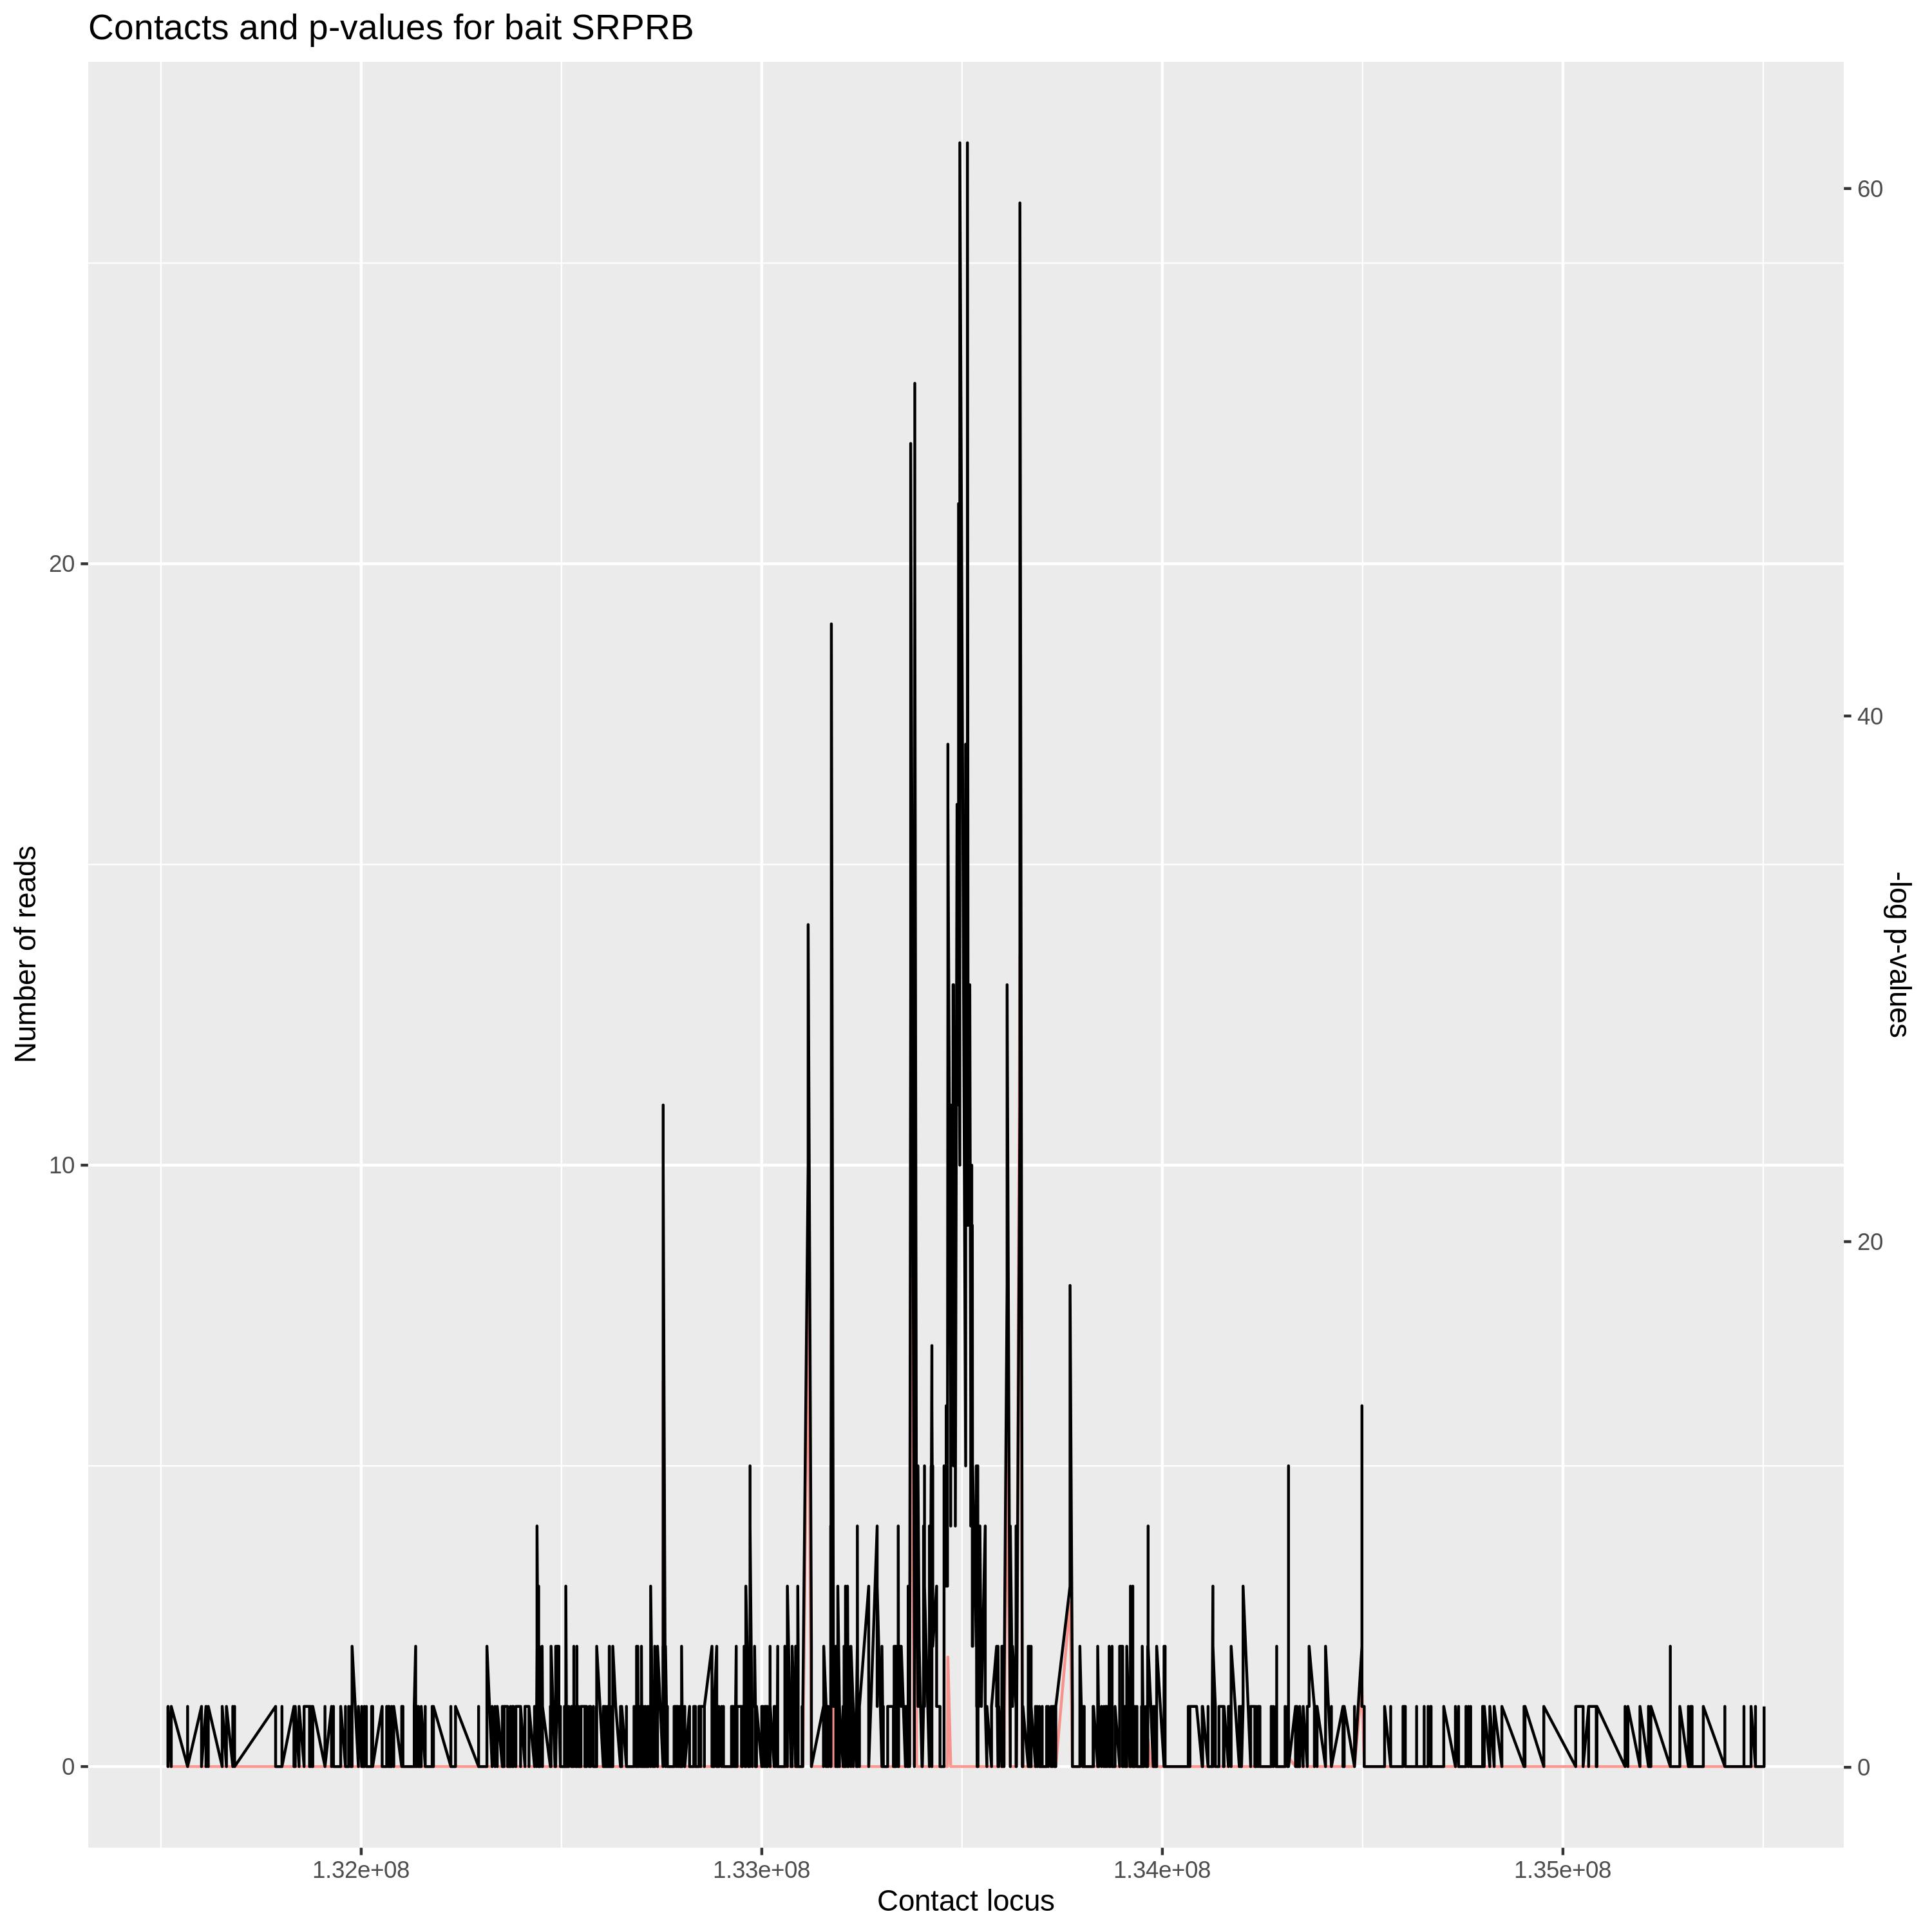 Contacts and p-values for bait SRPRB
Number of reads
20
10
0
-log p-values
60
40
20
0
1.32e+08
1.33e+08
1.34e+08
1.35e+08
Contact locus